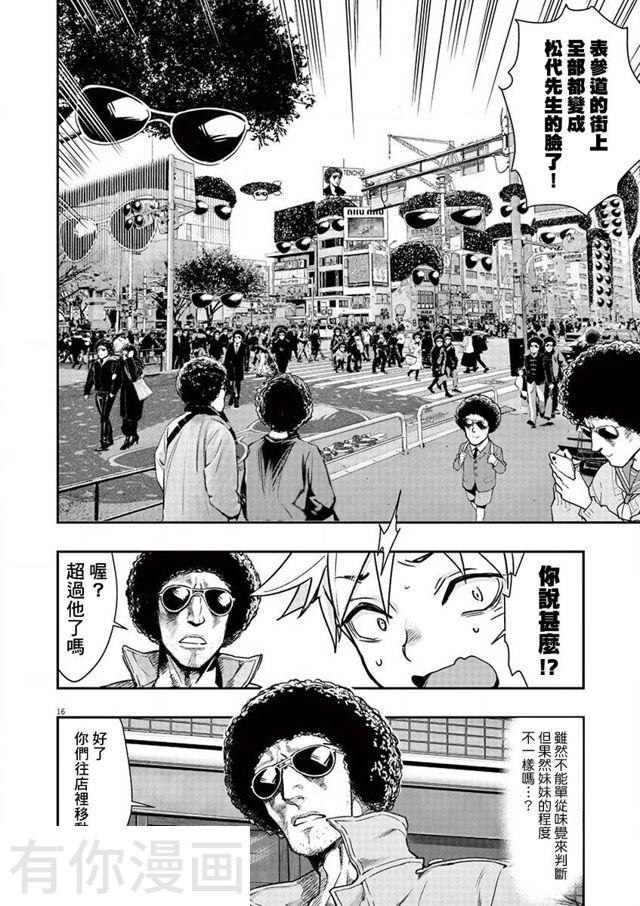 表參道的街上
全部都變成
松代先生的臉了！
TENCHO
你說甚麼!?
喔？
超過他了嗎
16
雖然不能單從味覺來判斷
但果然妹妹的程度
不一樣嗎…？
好了
你們往店裡移動
有你漫画